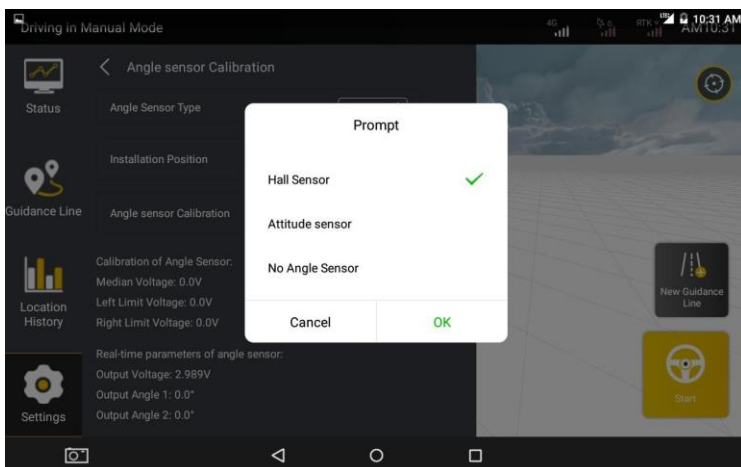 Driving in Manual Mode
4G
RTK
LTE
10:31 AM
AM10:31
Status
Angle sensor Calibration
Angle Sensor Type
Prompt
Installation Position
Hall Sensor
Guidance Line
Angle sensor Calibration
Attitude sensor
No Angle Sensor
Calibration of Angle Sensor:
Median Voltage: 0.0V
Left Limit Voltage: 0.0V
Right Limit Voltage: 0.0V
Cancel
OK
Location
History
New Guidance
Line
Real-time parameters of angle sensor:
Output Voltage: 2.989V
Output Angle 1: 0.0°
Output Angle 2: 0.0°
Settings
Start